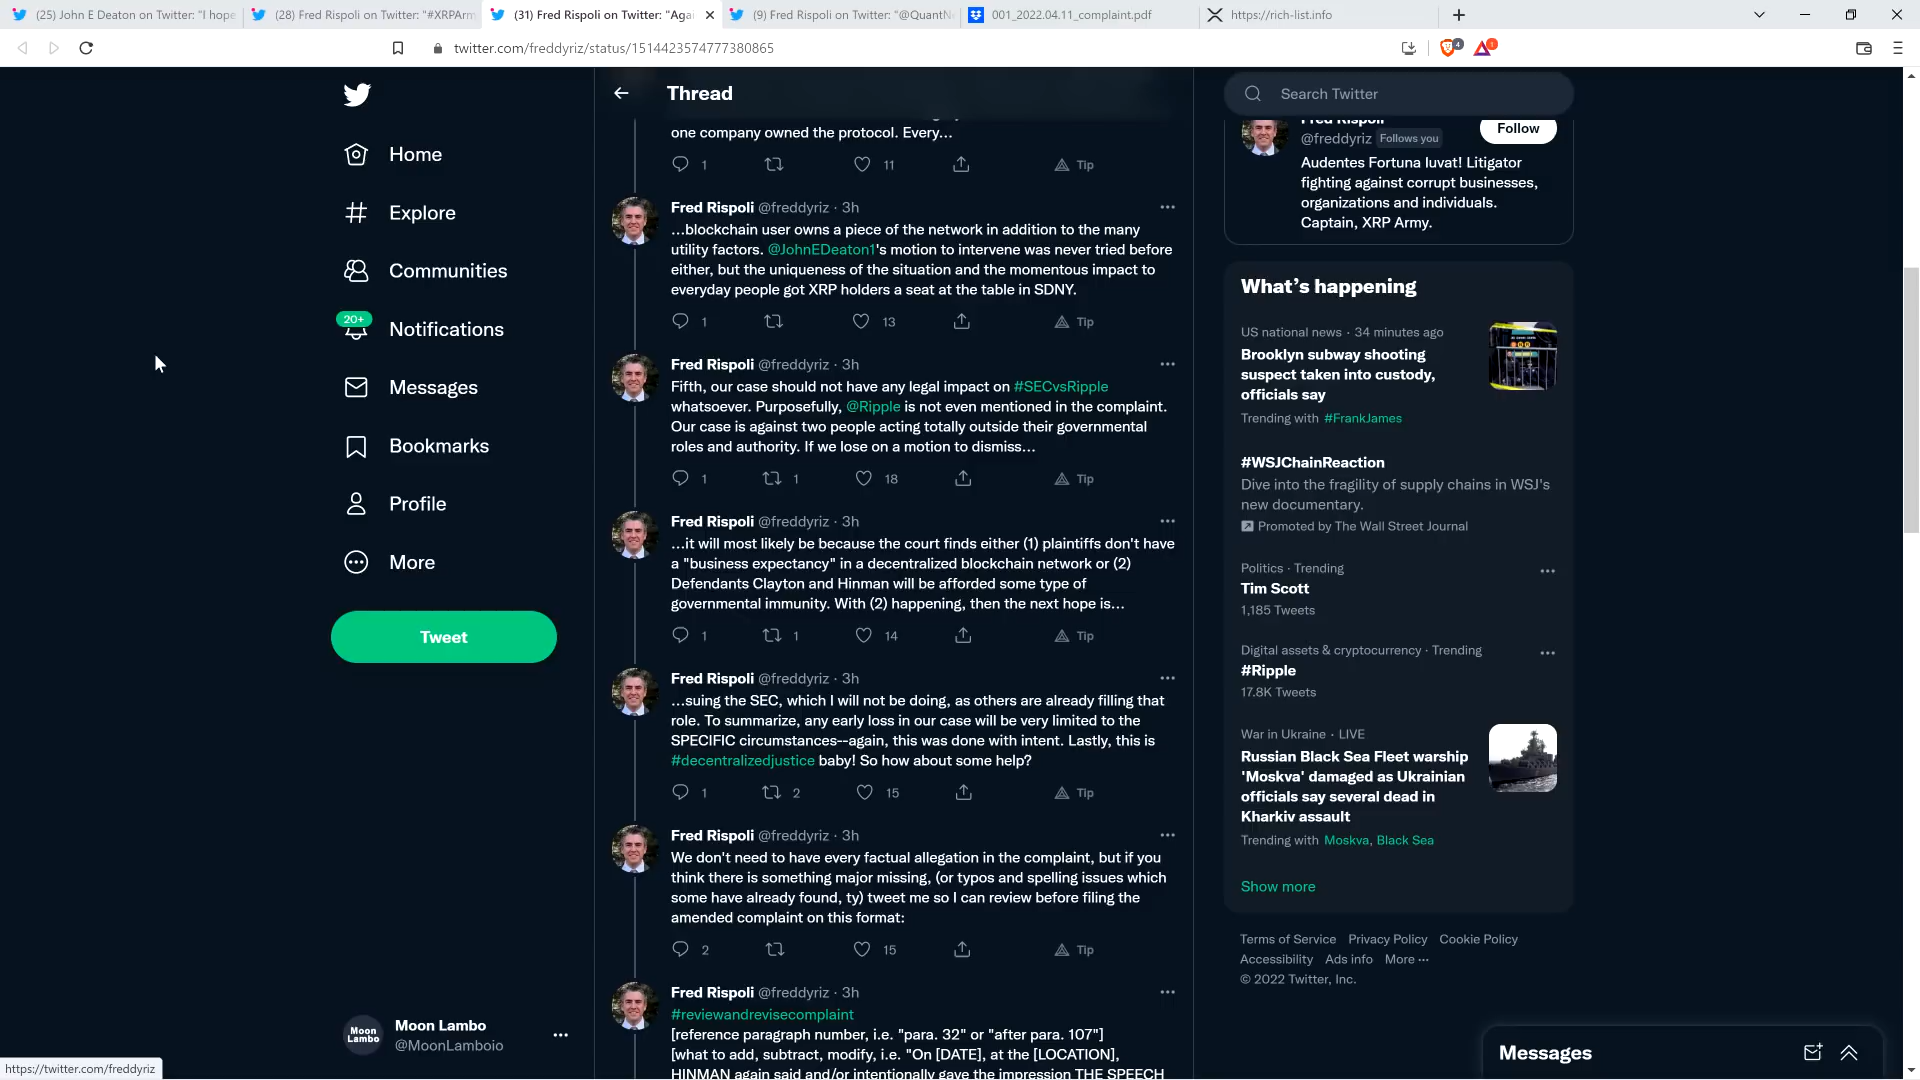 (25) John E Deaton on Twitter: "I hope
(28) Fred Rispoli on Twitter: "#XRPArm
(31) Fred Rispoli on Twitter: "Agai
(9) Fred Rispoli on Twitter: "@QuantN
001_2022.04.11_complaint.pdf
https://rich-list.info
twitter.com/freddyriz/status/1514423574777380865
4
1
Home
Explore
Communities
20+
Notifications
Messages
Bookmarks
Profile
More
Tweet
Moon Lambo
Moon Lambo
@MoonLamboio
https://twitter.com/freddyriz
Thread
one company owned the protocol. Every...
1 11 Tip
Fred Rispoli @freddyriz · 3h
...blockchain user owns a piece of the network in addition to the many
utility factors. @JohnEDeaton1's motion to intervene was never tried before
either, but the uniqueness of the situation and the momentous impact to
everyday people got XRP holders a seat at the table in SDNY.
1 13 Tip
Fred Rispoli @freddyriz · 3h
Fifth, our case should not have any legal impact on #SECvsRipple
whatsoever. Purposefully, @Ripple is not even mentioned in the complaint.
Our case is against two people acting totally outside their governmental
roles and authority. If we lose on a motion to dismiss...
1 1 18 Tip
Fred Rispoli @freddyriz · 3h
...it will most likely be because the court finds either (1) plaintiffs don't have
a "business expectancy" in a decentralized blockchain network or (2)
Defendants Clayton and Hinman will be afforded some type of
governmental immunity. With (2) happening, then the next hope is...
1 1 14 Tip
Fred Rispoli @freddyriz · 3h
...suing the SEC, which I will not be doing, as others are already filling that
role. To summarize, any early loss in our case will be very limited to the
SPECIFIC circumstances--again, this was done with intent. Lastly, this is
#decentralizedjustice baby! So how about some help?
1 2 15 Tip
Fred Rispoli @freddyriz · 3h
We don't need to have every factual allegation in the complaint, but if you
think there is something major missing, (or typos and spelling issues which
some have already found, ty) tweet me so I can review before filing the
amended complaint on this format:
2 15 Tip
Fred Rispoli @freddyriz · 3h
#reviewandrevisecomplaint
[reference paragraph number, i.e. "para. 32" or "after para. 107"]
[what to add, subtract, modify, i.e. "On [DATE], at the [LOCATION],
HINMAN again said and/or intentionally gave the impression THE SPEECH
Search Twitter
Fred Rispoli
@freddyriz Follows you
Follow
Audentes Fortuna Iuvat! Litigator
fighting against corrupt businesses,
organizations and individuals.
Captain, XRP Army.
What's happening
US national news · 34 minutes ago
Brooklyn subway shooting
suspect taken into custody,
officials say
Trending with #FrankJames
#WSJChainReaction
Dive into the fragility of supply chains in WSJ's
new documentary.
Promoted by The Wall Street Journal
Politics · Trending
Tim Scott
1,185 Tweets
Digital assets & cryptocurrency · Trending
#Ripple
17.8K Tweets
War in Ukraine · LIVE
Russian Black Sea Fleet warship
'Moskva' damaged as Ukrainian
officials say several dead in
Kharkiv assault
Trending with Moskva, Black Sea
Show more
Terms of Service Privacy Policy Cookie Policy
Accessibility Ads info More ···
© 2022 Twitter, Inc.
Messages